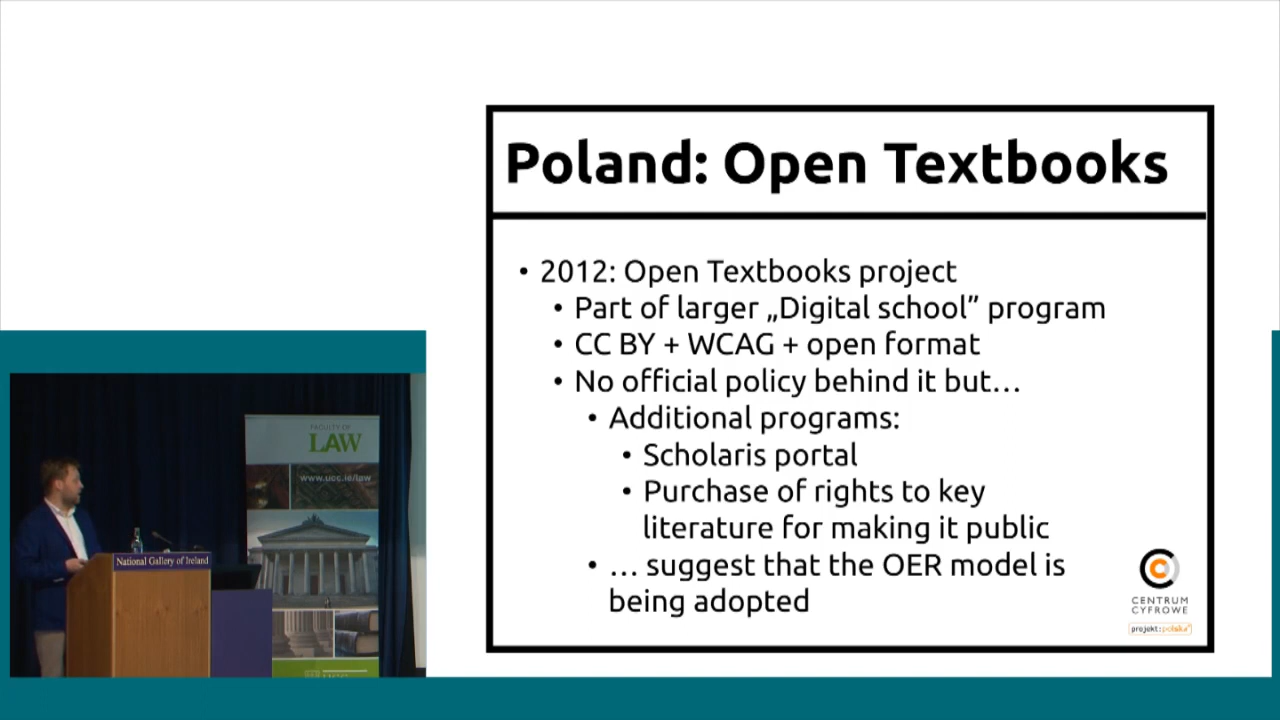 Poland: Open Textbooks
• 2012: Open Textbooks project
• Part of larger „Digital school” program
• CC BY + WCAG + open format
• No official policy behind it but…
• Additional programs:
• Scholaris portal
• Purchase of rights to key
literature for making it public
• … suggest that the OER model is
being adopted
CENTRUM
CYFROWE
projekt: polska
FACULTY OF
LAW
www.ucc.ie/law
National Gallery of Ireland